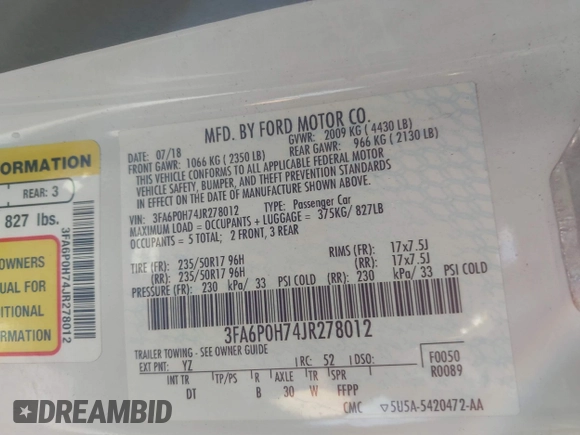 MFD. BY FORD MOTOR CO.
DATE: 07/18 GVWR: 2009 KG ( 4430 LB)
FRONT GAWR: 1066 KG ( 2350 LB) REAR GAWR: 966 KG ( 2130 LB)
THIS VEHICLE CONFORMS TO ALL APPLICABLE FEDERAL MOTOR
VEHICLE SAFETY, BUMPER, AND THEFT PREVENTION STANDARDS
IN EFFECT ON THE DATE OF MANUFACTURE SHOWN ABOVE.
VIN: 3FA6P0H74JR278012 TYPE: Passenger Car
MAXIMUM LOAD = OCCUPANTS + LUGGAGE = 375KG/ 827LB
OCCUPANTS = 5 TOTAL; 2 FRONT, 3 REAR
TIRE (FR): 235/50R17 96H RIMS (FR): 17x7.5J
(RR): 235/50R17 96H (RR): 17x7.5J
PRESSURE (FR): 230 kPa/ 33 PSI COLD (RR): 230 kPa/ 33 PSI COLD
3FA6P0H74JR278012
TRAILER TOWING - SEE OWNER GUIDE
EXT PNT: YZ RC: 52 DSO: F0050
R0089
INT TR TP/PS R AXLE TR SPR
DT B 30 W FFPP
CMC 5U5A-5420472-AA
FORMATION
REAR: 3
827 lbs.
OWNERS
UAL FOR
ITIONAL
MATION
3FA6P0H74JR278012
DREAMBID